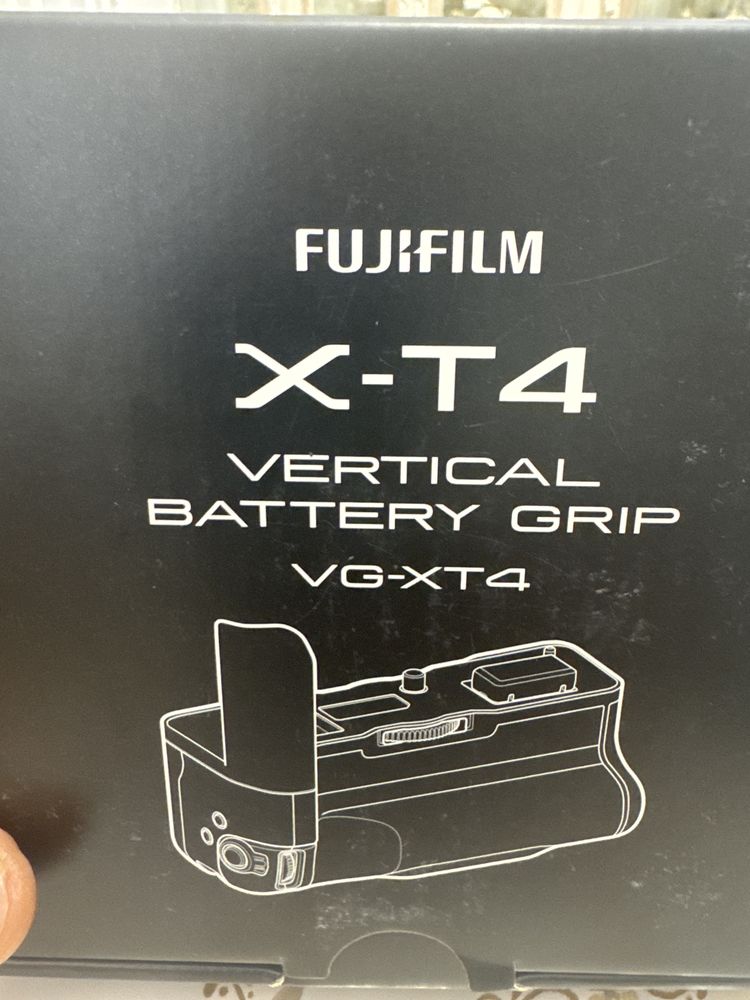 FUJIFILM
X-T4
VERTICAL
BATTERY GRIP
VG-XT4